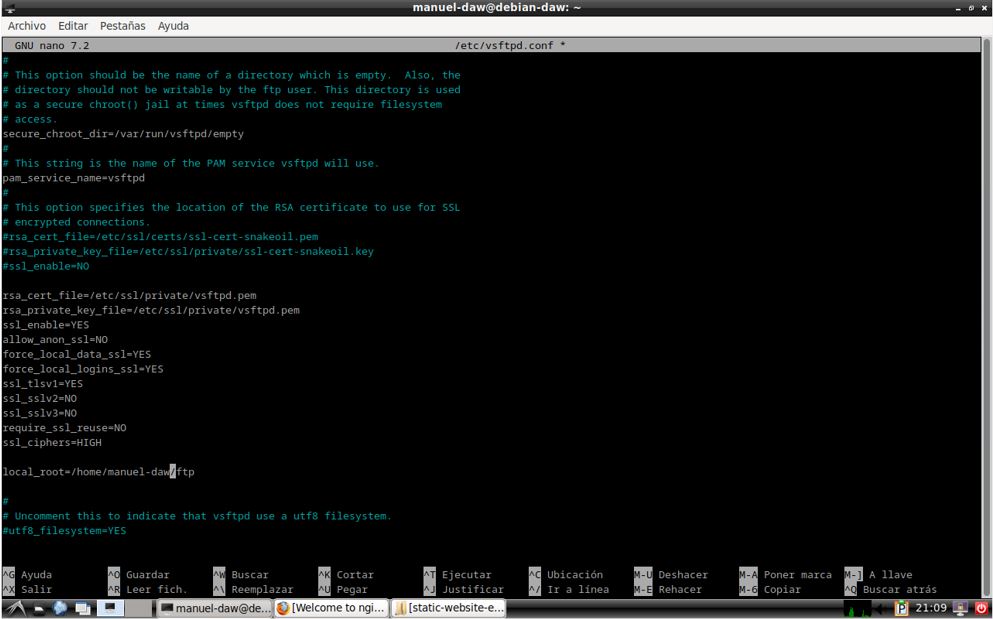 manuel-daw@debian-daw: ~
Archivo Editar Pestañas Ayuda
GNU nano 7.2 /etc/vsftpd.conf *
#
# This option should be the name of a directory which is empty.  Also, the
# directory should not be writable by the ftp user. This directory is used
# as a secure chroot() jail at times vsftpd does not require filesystem
# access.
secure_chroot_dir=/var/run/vsftpd/empty
#
# This string is the name of the PAM service vsftpd will use.
pam_service_name=vsftpd
#
# This option specifies the location of the RSA certificate to use for SSL
# encrypted connections.
#rsa_cert_file=/etc/ssl/certs/ssl-cert-snakeoil.pem
#rsa_private_key_file=/etc/ssl/private/ssl-cert-snakeoil.key
#ssl_enable=NO
rsa_cert_file=/etc/ssl/private/vsftpd.pem
rsa_private_key_file=/etc/ssl/private/vsftpd.pem
ssl_enable=YES
allow_anon_ssl=NO
force_local_data_ssl=YES
force_local_logins_ssl=YES
ssl_tlsv1=YES
ssl_sslv2=NO
ssl_sslv3=NO
require_ssl_reuse=NO
ssl_ciphers=HIGH
local_root=/home/manuel-daw/ftp
#
# Uncomment this to indicate that vsftpd use a utf8 filesystem.
#utf8_filesystem=YES
^G Ayuda ^O Guardar ^W Buscar ^K Cortar ^T Ejecutar ^C Ubicación M-U Deshacer M-A Poner marca M-] A llave
^X Salir ^R Leer fich. ^\ Reemplazar ^U Pegar ^J Justificar ^/ Ir a línea M-E Rehacer M-6 Copiar ^Q Buscar atrás
manuel-daw@de... [Welcome to ngi... [static-website-e... 21:09